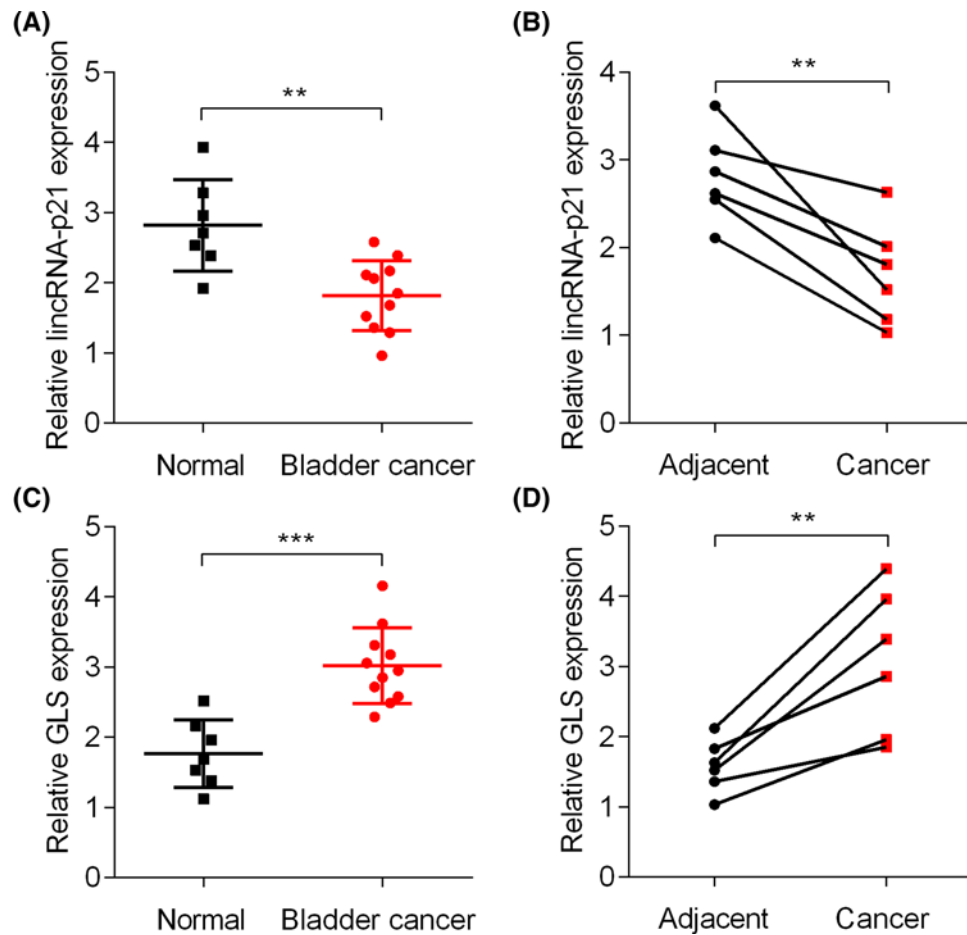 (A)
Relative lincRNA-p21 expression
5
4
3
2
1
0
**
Normal
Bladder cancer
(B)
Relative lincRNA-p21 expression
4
3
2
1
0
**
Adjacent
Cancer
(C)
Relative GLS expression
5
4
3
2
1
0
***
Normal
Bladder cancer
(D)
Relative GLS expression
5
4
3
2
1
0
**
Adjacent
Cancer